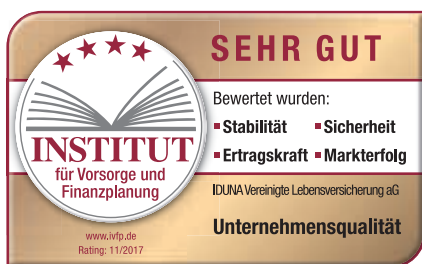 SEHR GUT
INSTITUT
für Vorsorge und
Finanzplanung
www.ivfp.de
Rating: 11/2017
Bewertet wurden:
▪ Stabilität ▪ Sicherheit
▪ Ertragskraft ▪ Markterfolg
IDUNA Vereinigte Lebensversicherung aG
Unternehmensqualität